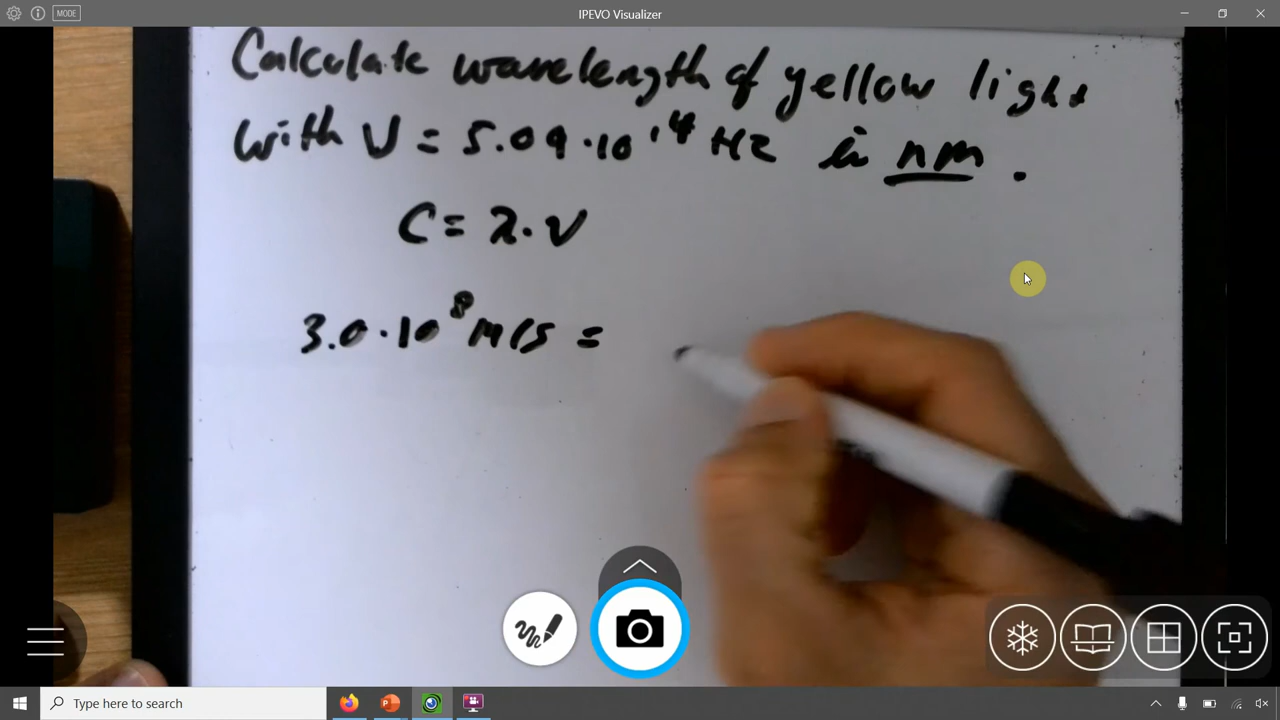 MODE
IPEVO Visualizer
Calculate wavelength of yellow light
with ν = 5.09·10¹⁴ Hz in nm.
C = λ·ν
3.0·10⁸ m/s =
Type here to search